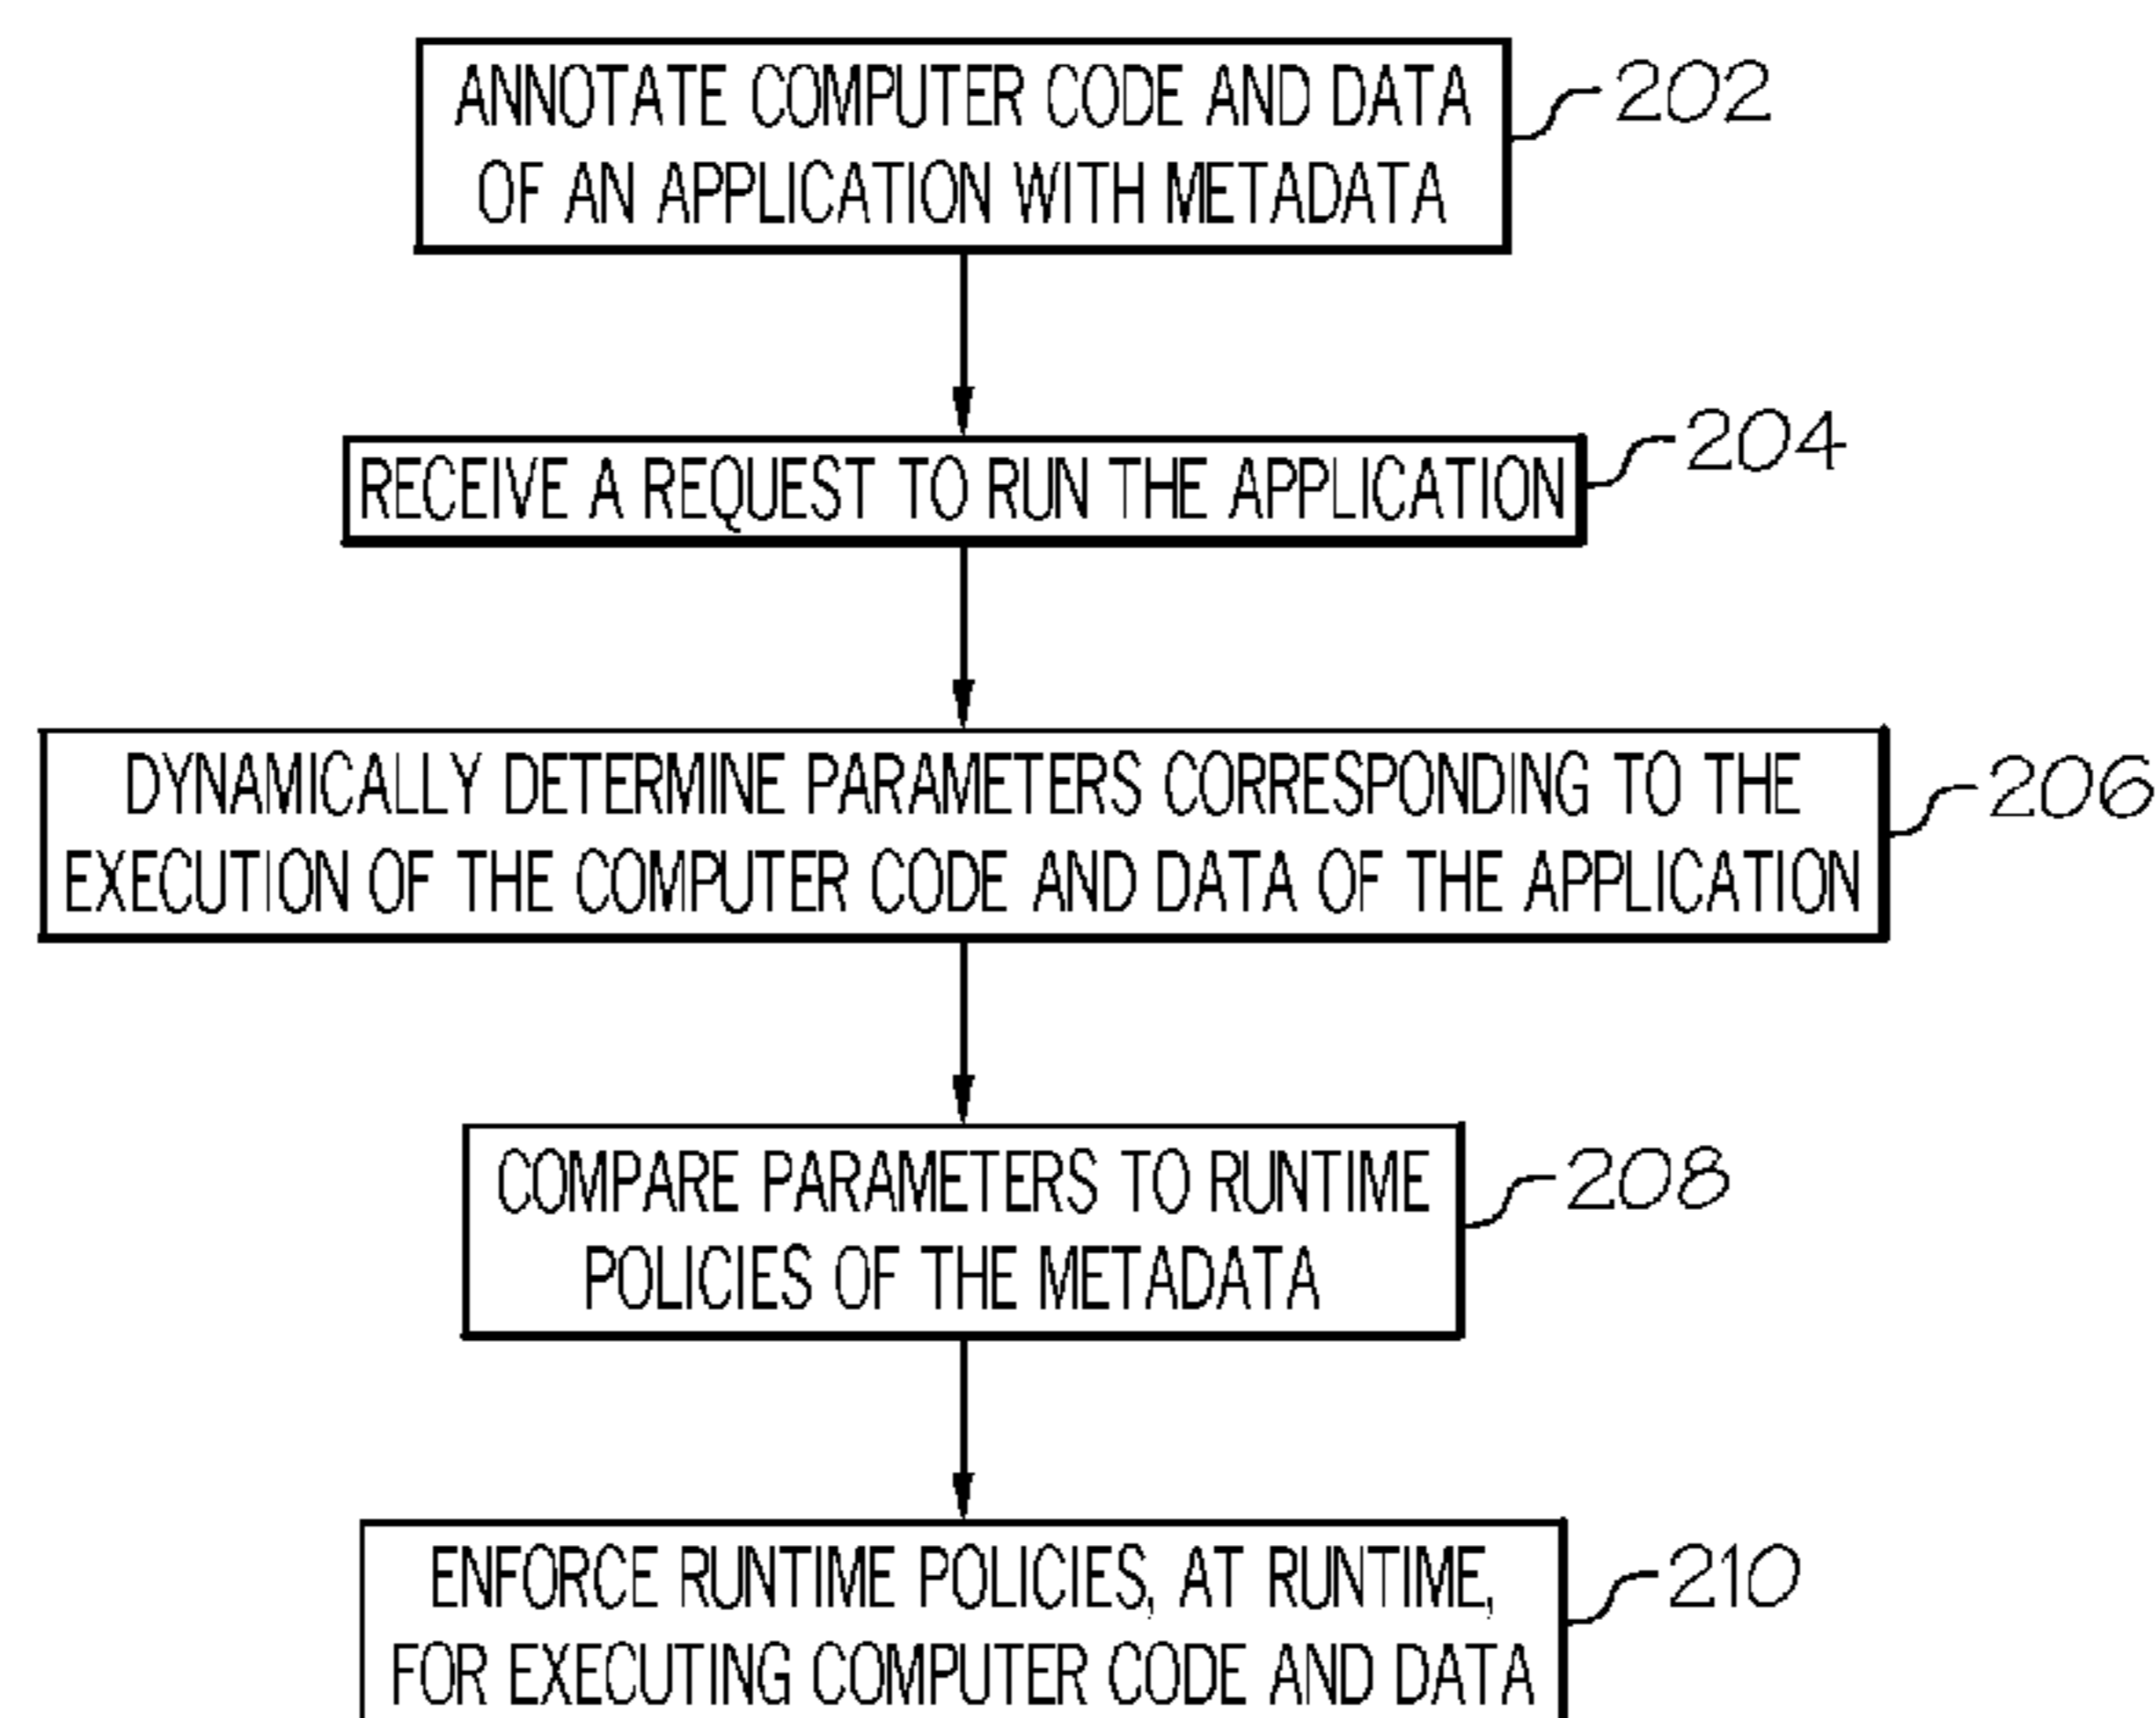 ANNOTATE COMPUTER CODE AND DATA
OF AN APPLICATION WITH METADATA
202
RECEIVE A REQUEST TO RUN THE APPLICATION
204
DYNAMICALLY DETERMINE PARAMETERS CORRESPONDING TO THE
EXECUTION OF THE COMPUTER CODE AND DATA OF THE APPLICATION
206
COMPARE PARAMETERS TO RUNTIME
POLICIES OF THE METADATA
208
ENFORCE RUNTIME POLICIES, AT RUNTIME,
FOR EXECUTING COMPUTER CODE AND DATA
210